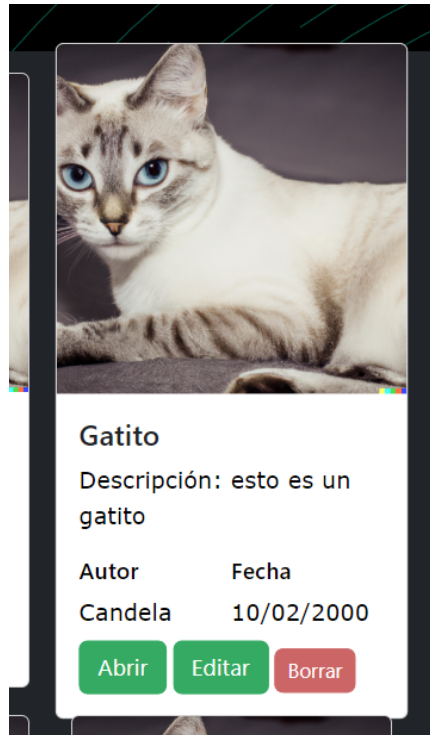 Gatito
Descripción: esto es un
gatito
Autor Fecha
Candela 10/02/2000
Abrir Editar Borrar